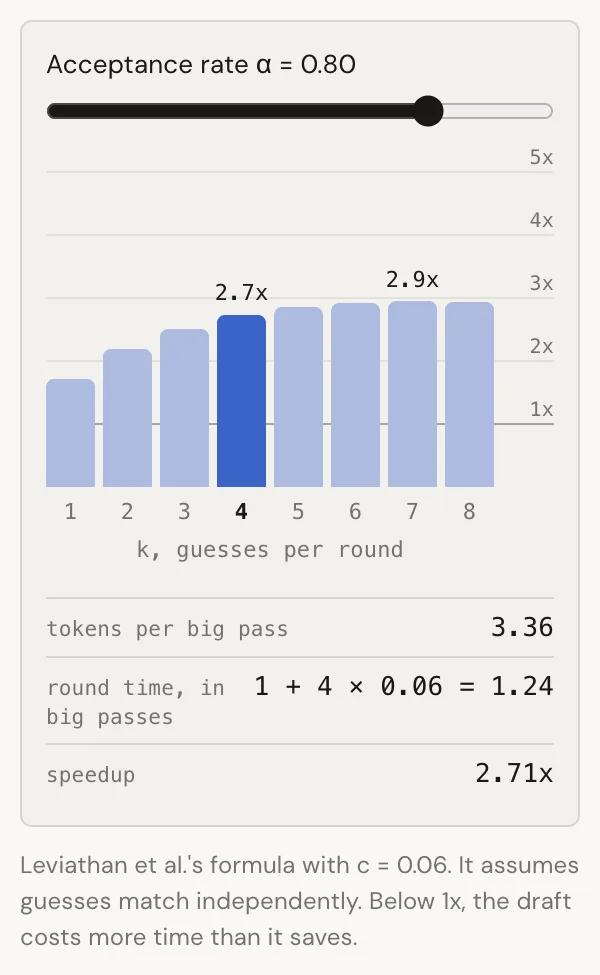 Acceptance rate α = 0.80
5x
4x
3x
2x
1x
2.7x
2.9x
1 2 3 4 5 6 7 8
k, guesses per round
tokens per big pass 3.36
round time, in 1 + 4 × 0.06 = 1.24
big passes
speedup 2.71x
Leviathan et al.'s formula with c = 0.06. It assumes
guesses match independently. Below 1x, the draft
costs more time than it saves.